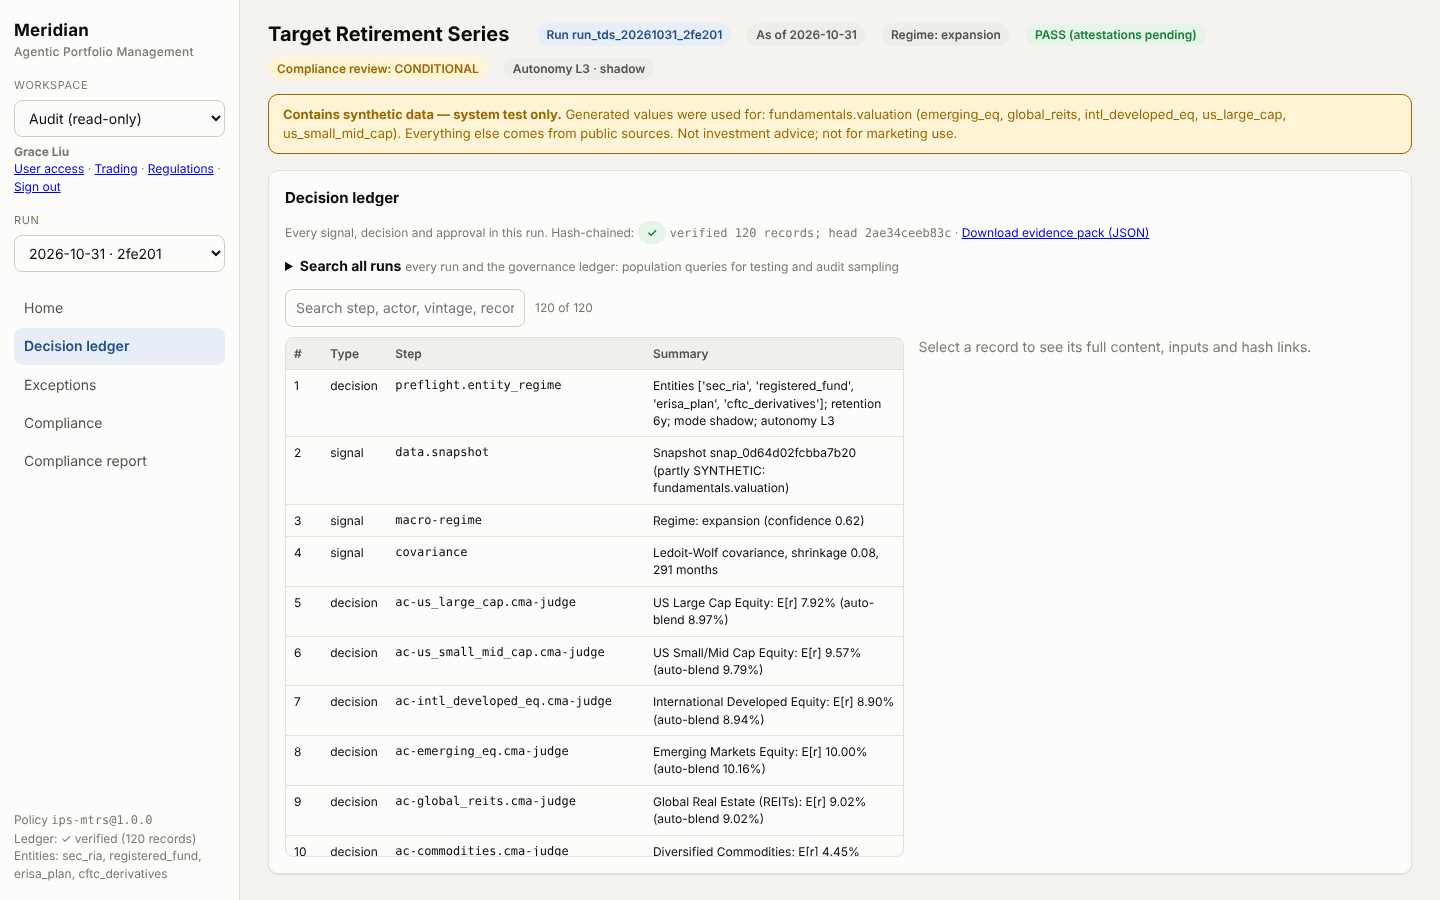 Meridian
Agentic Portfolio Management
WORKSPACE
Audit (read-only)
Grace Liu
User access · Trading · Regulations ·
Sign out
RUN
2026-10-31 · 2fe201
Home
Decision ledger
Exceptions
Compliance
Compliance report
Policy ips-mtrs@1.0.0
Ledger: ✓ verified (120 records)
Entities: sec_ria, registered_fund,
erisa_plan, cftc_derivatives
Target Retirement Series
Run run_tds_20261031_2fe201
As of 2026-10-31
Regime: expansion
PASS (attestations pending)
Compliance review: CONDITIONAL
Autonomy L3 · shadow
Contains synthetic data — system test only. Generated values were used for: fundamentals.valuation (emerging_eq, global_reits, intl_developed_eq, us_large_cap,
us_small_mid_cap). Everything else comes from public sources. Not investment advice; not for marketing use.
Decision ledger
Every signal, decision and approval in this run. Hash-chained: ✓ verified 120 records; head 2ae34ceeb83c · Download evidence pack (JSON)
▶ Search all runs every run and the governance ledger: population queries for testing and audit sampling
Search step, actor, vintage, recor
120 of 120
# Type Step Summary
1 decision preflight.entity_regime Entities ['sec_ria', 'registered_fund',
'erisa_plan', 'cftc_derivatives']; retention
6y; mode shadow; autonomy L3
2 signal data.snapshot Snapshot snap_0d64d02fcbba7b20
(partly SYNTHETIC:
fundamentals.valuation)
3 signal macro-regime Regime: expansion (confidence 0.62)
4 signal covariance Ledoit-Wolf covariance, shrinkage 0.08,
291 months
5 decision ac-us_large_cap.cma-judge US Large Cap Equity: E[r] 7.92% (auto-
blend 8.97%)
6 decision ac-us_small_mid_cap.cma-judge US Small/Mid Cap Equity: E[r] 9.57%
(auto-blend 9.79%)
7 decision ac-intl_developed_eq.cma-judge International Developed Equity: E[r] 8.90%
(auto-blend 8.94%)
8 decision ac-emerging_eq.cma-judge Emerging Markets Equity: E[r] 10.00%
(auto-blend 10.16%)
9 decision ac-global_reits.cma-judge Global Real Estate (REITs): E[r] 9.02%
(auto-blend 9.02%)
10 decision ac-commodities.cma-judge Diversified Commodities: E[r] 4.45%
Select a record to see its full content, inputs and hash links.